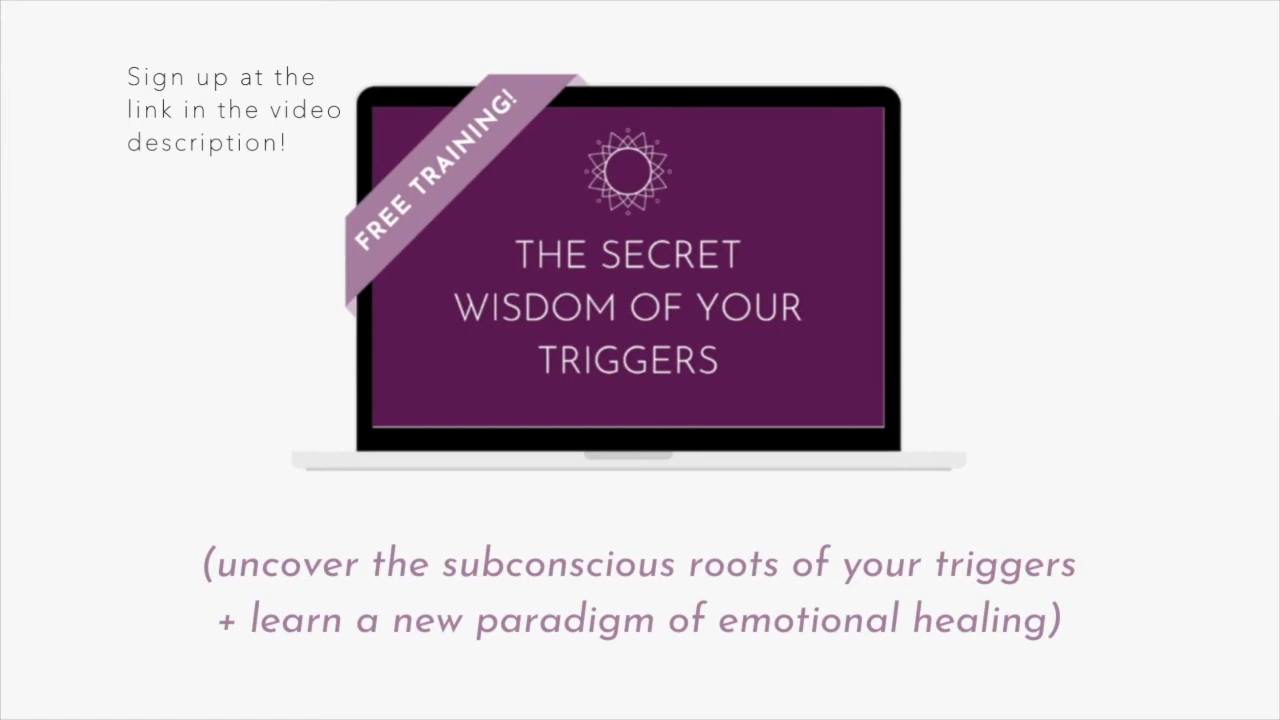 Sign up at the
link in the video
description!
FREE TRAINING!
THE SECRET
WISDOM OF YOUR
TRIGGERS
(uncover the subconscious roots of your triggers
+ learn a new paradigm of emotional healing)